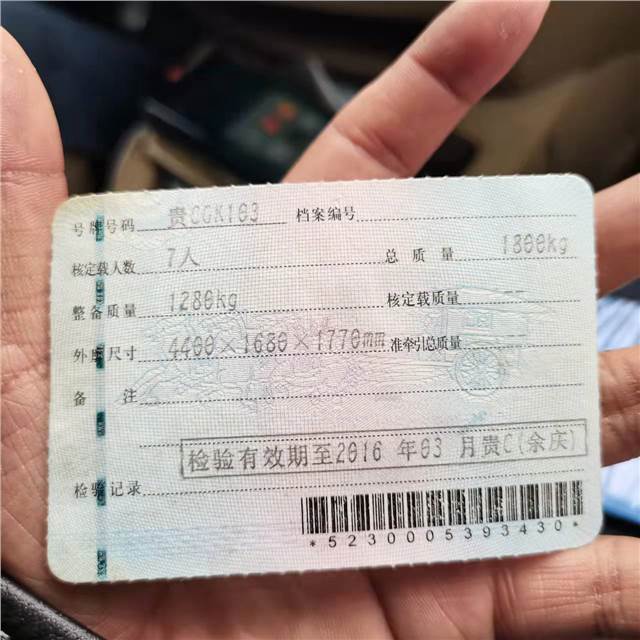 号牌号码 贵CGK103 档案编号
核定载人数 7人 总质量 1800kg
整备质量 1280kg 核定载质量 --
外廓尺寸 4400×1680×1770mm 准牵引总质量 --
备注
检验有效期至2016年03月贵C(余庆)
检验记录
*5230005393430*